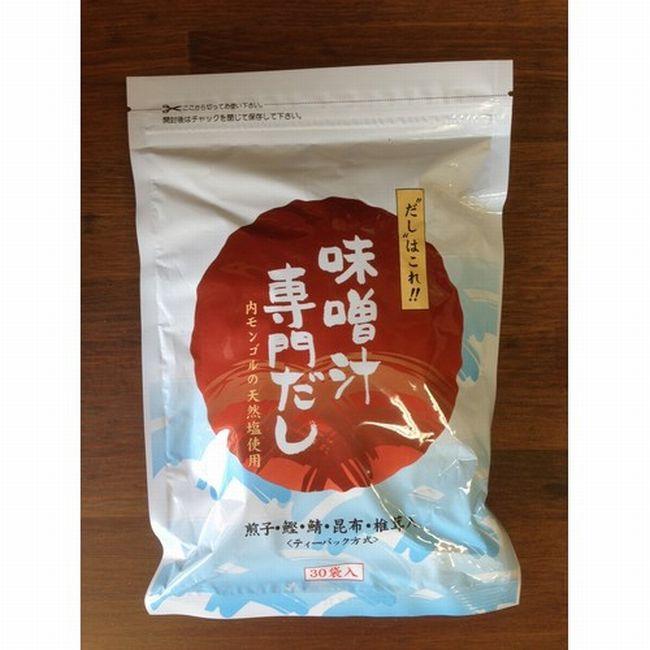 ここから切ってお使い下さい。
開封後はチャックを閉じて保存して下さい。
"だし"はこれ!!
味噌汁
専門だし
内モンゴルの天然塩使用
煎子・鰹・鯖・昆布・椎茸入
<ティーパック方式>
30袋入